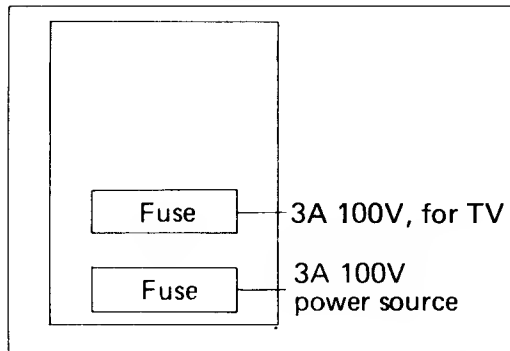 Fuse
3A 100V, for TV
Fuse
3A 100V
power source